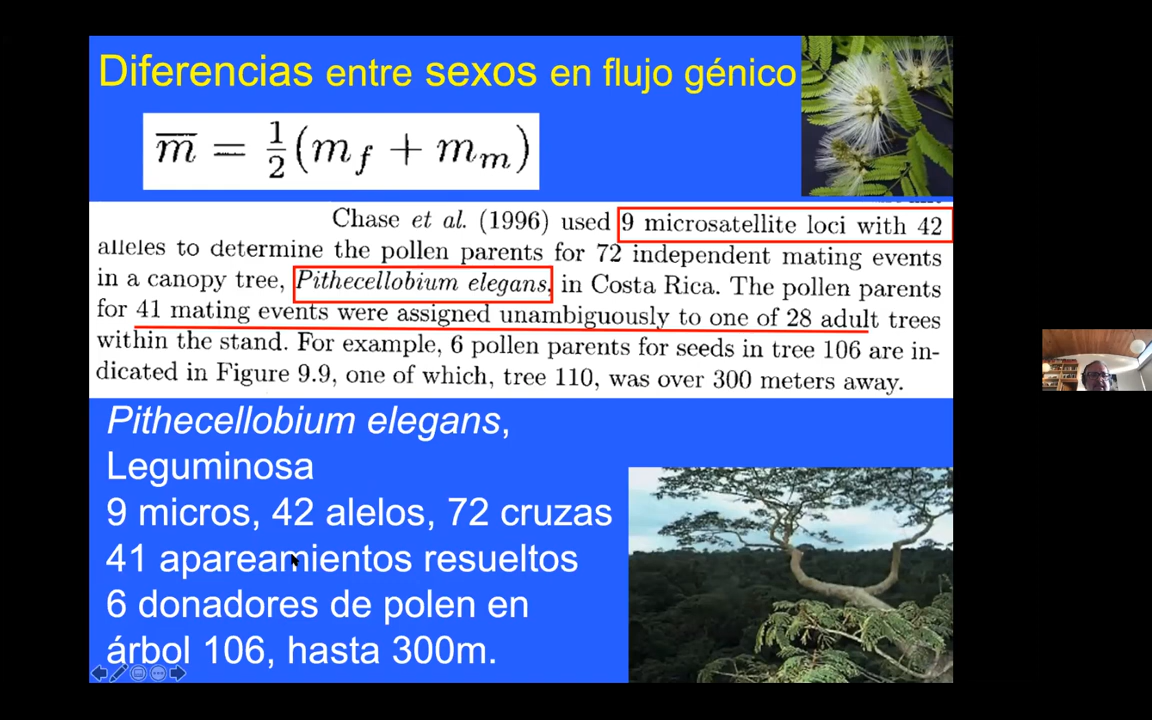 Diferencias entre sexos en flujo génico
m̅ = 1/2 (m_f + m_m)
Chase et al. (1996) used 9 microsatellite loci with 42
alleles to determine the pollen parents for 72 independent mating events
in a canopy tree, Pithecellobium elegans, in Costa Rica. The pollen parents
for 41 mating events were assigned unambiguously to one of 28 adult trees
within the stand. For example, 6 pollen parents for seeds in tree 106 are in-
dicated in Figure 9.9, one of which, tree 110, was over 300 meters away.
Pithecellobium elegans,
Leguminosa
9 micros, 42 alelos, 72 cruzas
41 apareamientos resueltos
6 donadores de polen en
árbol 106, hasta 300m.